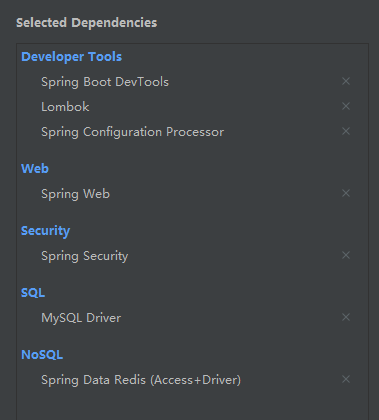 Selected Dependencies
Developer Tools
Spring Boot DevTools
Lombok
Spring Configuration Processor
Web
Spring Web
Security
Spring Security
SQL
MySQL Driver
NoSQL
Spring Data Redis (Access+Driver)